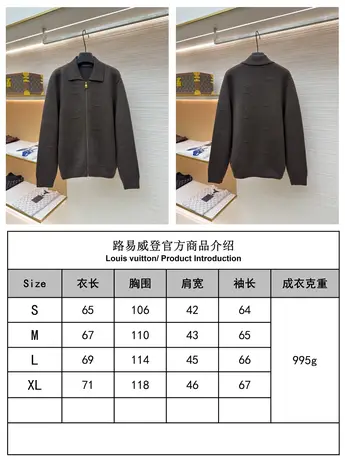 路易威登官方商品介绍
Louis vuitton/ Product Introduction
Size 衣长 胸围 肩宽 袖长 成衣克重
S 65 106 42 64
M 67 110 43 65
L 69 114 45 66
XL 71 118 46 67
995g